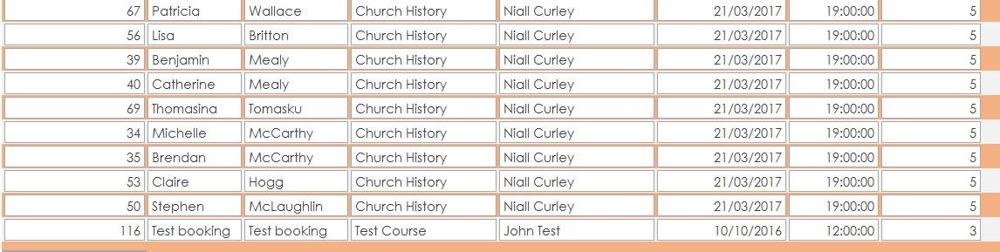 67 Patricia Wallace Church History Niall Curley 21/03/2017 19:00:00 5
56 Lisa Britton Church History Niall Curley 21/03/2017 19:00:00 5
39 Benjamin Mealy Church History Niall Curley 21/03/2017 19:00:00 5
40 Catherine Mealy Church History Niall Curley 21/03/2017 19:00:00 5
69 Thomasina Tomasku Church History Niall Curley 21/03/2017 19:00:00 5
34 Michelle McCarthy Church History Niall Curley 21/03/2017 19:00:00 5
35 Brendan McCarthy Church History Niall Curley 21/03/2017 19:00:00 5
53 Claire Hogg Church History Niall Curley 21/03/2017 19:00:00 5
50 Stephen McLaughlin Church History Niall Curley 21/03/2017 19:00:00 5
116 Test booking Test booking Test Course John Test 10/10/2016 12:00:00 3